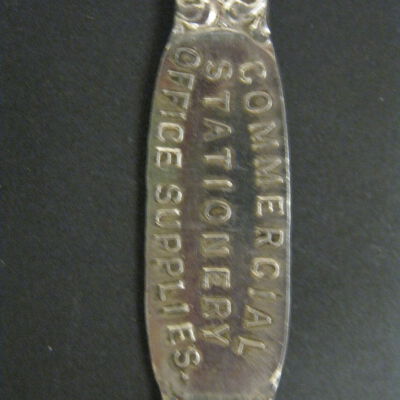 COMMERCIAL
STATIONERY
OFFICE SUPPLIES.